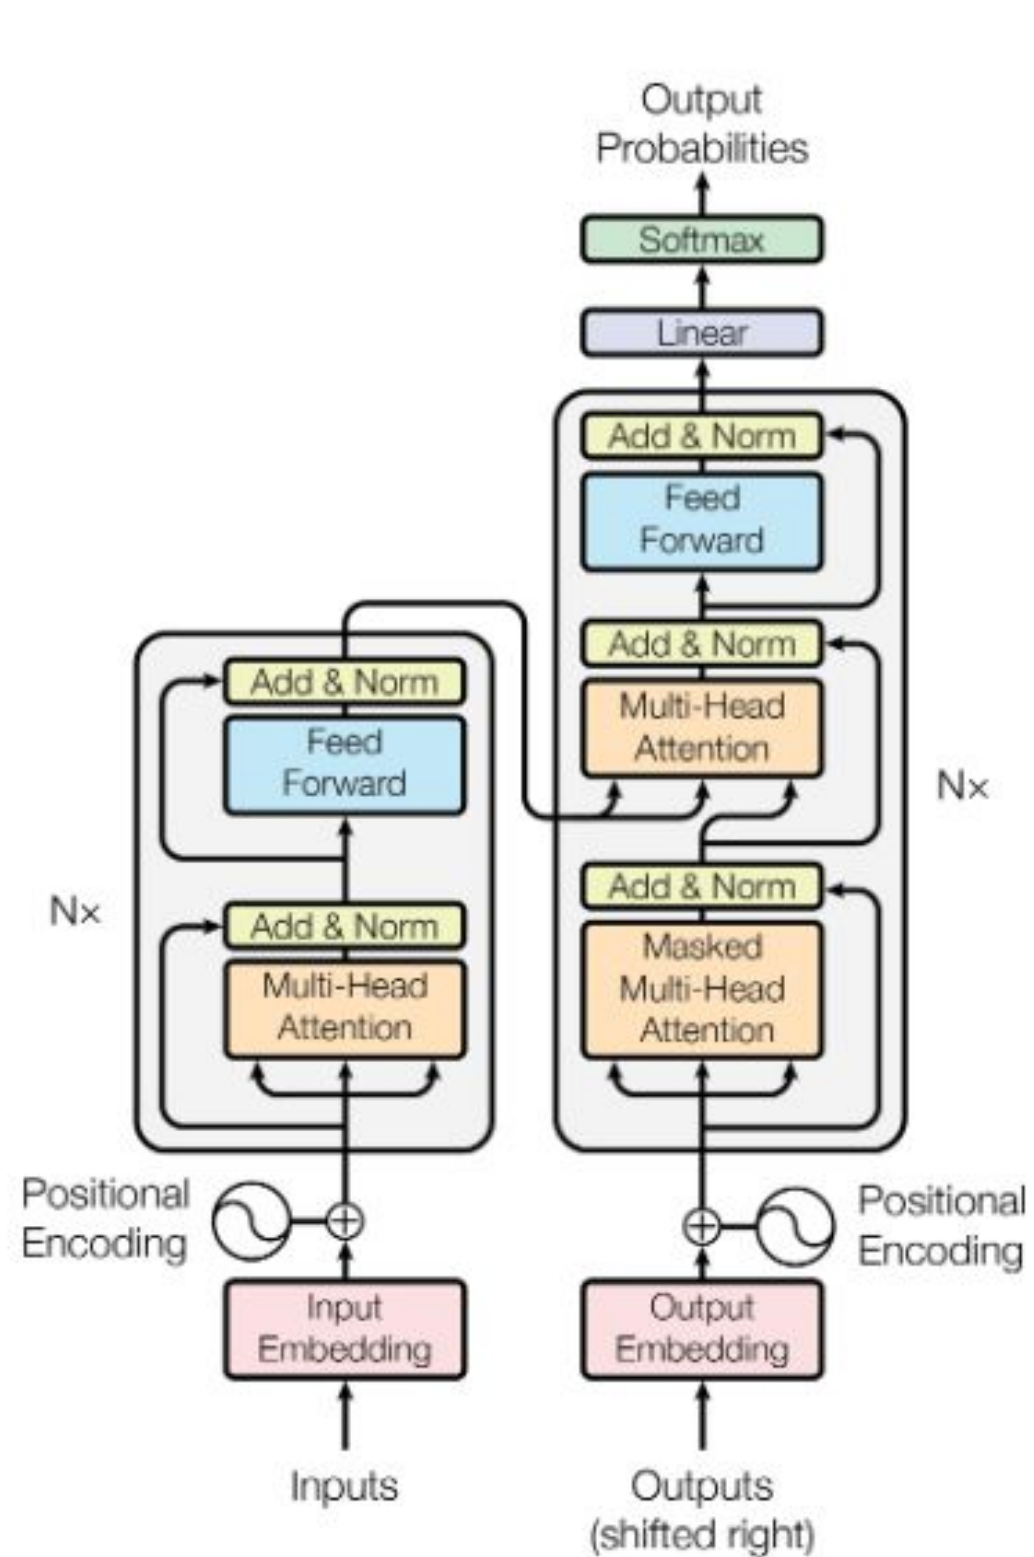 Output
Probabilities
Softmax
Linear
Add & Norm
Feed
Forward
Add & Norm
Multi-Head
Attention
Nx
Add & Norm
Masked
Multi-Head
Attention
Add & Norm
Feed
Forward
Nx
Add & Norm
Multi-Head
Attention
Positional
Encoding
Positional
Encoding
Input
Embedding
Output
Embedding
Inputs
Outputs
(shifted right)